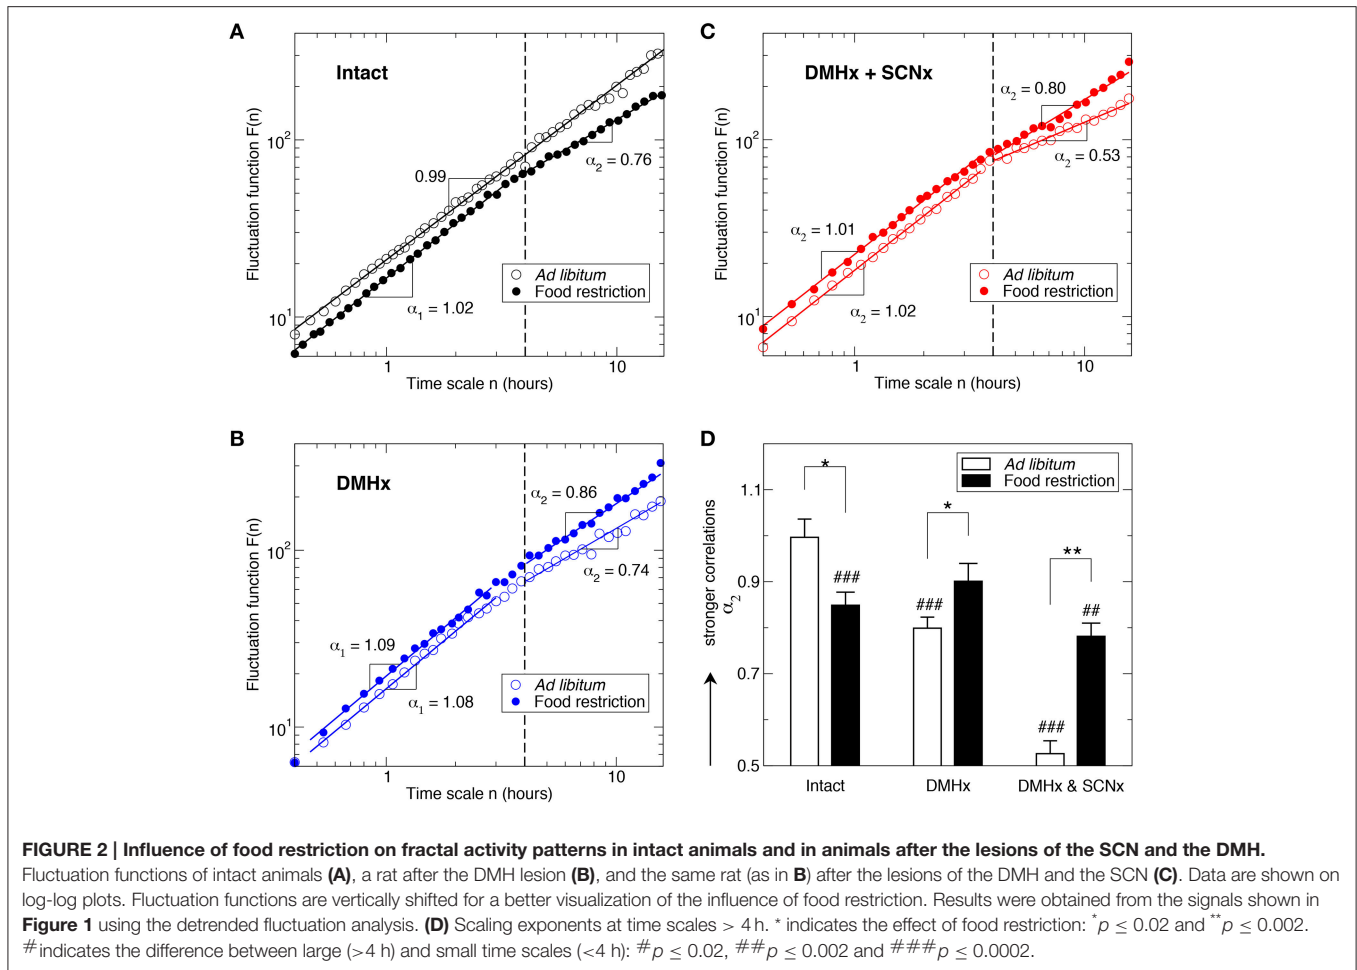 A
Intact
Fluctuation function F(n)
10^2
10^1
0.99
α_2 = 0.76
α_1 = 1.02
Ad libitum
Food restriction
1
10
Time scale n (hours)
C
DMHx + SCNx
Fluctuation function F(n)
10^2
10^1
α_2 = 0.80
α_2 = 0.53
α_2 = 1.01
α_2 = 1.02
Ad libitum
Food restriction
1
10
Time scale n (hours)
B
DMHx
Fluctuation function F(n)
10^2
10^1
α_2 = 0.86
α_2 = 0.74
α_1 = 1.09
α_1 = 1.08
Ad libitum
Food restriction
1
10
Time scale n (hours)
D
Ad libitum
Food restriction
stronger correlations
α_2
1.1
0.9
0.7
0.5
*
###
*
###
**
##
###
Intact
DMHx
DMHx & SCNx
FIGURE 2 | Influence of food restriction on fractal activity patterns in intact animals and in animals after the lesions of the SCN and the DMH.
Fluctuation functions of intact animals (A), a rat after the DMH lesion (B), and the same rat (as in B) after the lesions of the DMH and the SCN (C). Data are shown on
log-log plots. Fluctuation functions are vertically shifted for a better visualization of the influence of food restriction. Results were obtained from the signals shown in
Figure 1 using the detrended fluctuation analysis. (D) Scaling exponents at time scales > 4 h. * indicates the effect of food restriction: *p ≤ 0.02 and **p ≤ 0.002.
#indicates the difference between large (>4 h) and small time scales (<4 h): #p ≤ 0.02, ##p ≤ 0.002 and ###p ≤ 0.0002.